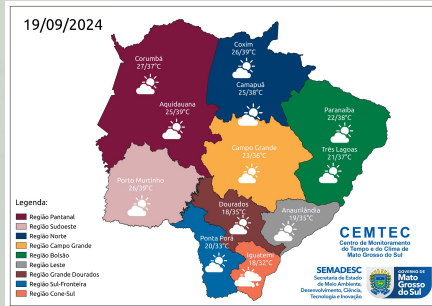 19/09/2024
Corumbá
27/37°C
Coxim
26/39°C
Camapuã
25/38°C
Aquidauana
25/39°C
Paranaíba
22/38°C
Três Lagoas
21/37°C
Campo Grande
23/36°C
Porto Murtinho
26/39°C
Dourados
18/35°C
Anaurilândia
19/35°C
Ponta Porã
20/33°C
Iguatemi
18/32°C
Legenda:
Região Pantanal
Região Sudoeste
Região Norte
Região Campo Grande
Região Bolsão
Região Leste
Região Grande Dourados
Região Sul-Fronteira
Região Cone-Sul
CEMTEC
Centro de Monitoramento
do Tempo e do Clima de
Mato Grosso do Sul
SEMADESC
Secretaria de Estado
de Meio Ambiente,
Desenvolvimento, Ciência,
Tecnologia e Inovação
GOVERNO DE
Mato
Grosso
do Sul